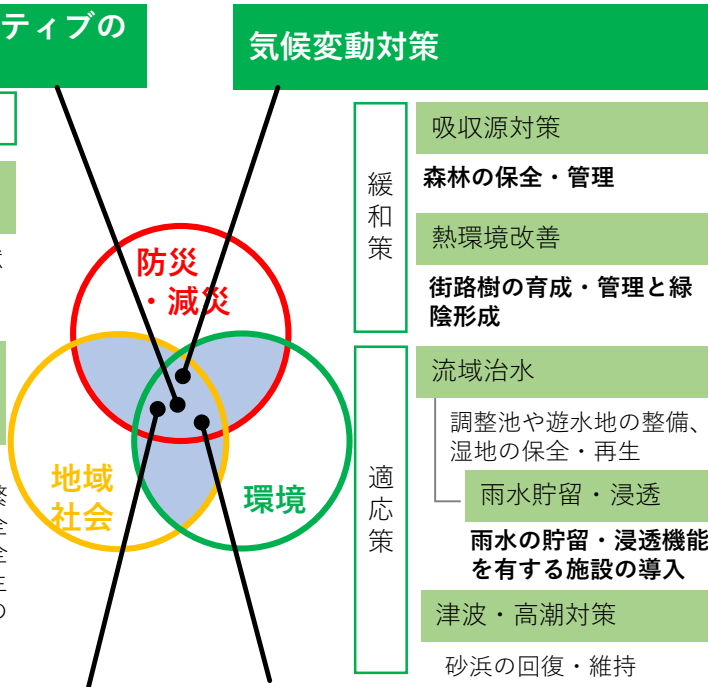 ティブの
気候変動対策
緩和策
吸収源対策
森林の保全・管理
熱環境改善
街路樹の育成・管理と緑
陰形成
防災
・減災
地域
社会
環境
適応策
流域治水
調整池や遊水地の整備、
湿地の保全・再生
雨水貯留・浸透
雨水の貯留・浸透機能
を有する施設の導入
津波・高潮対策
砂浜の回復・維持
全
全
の